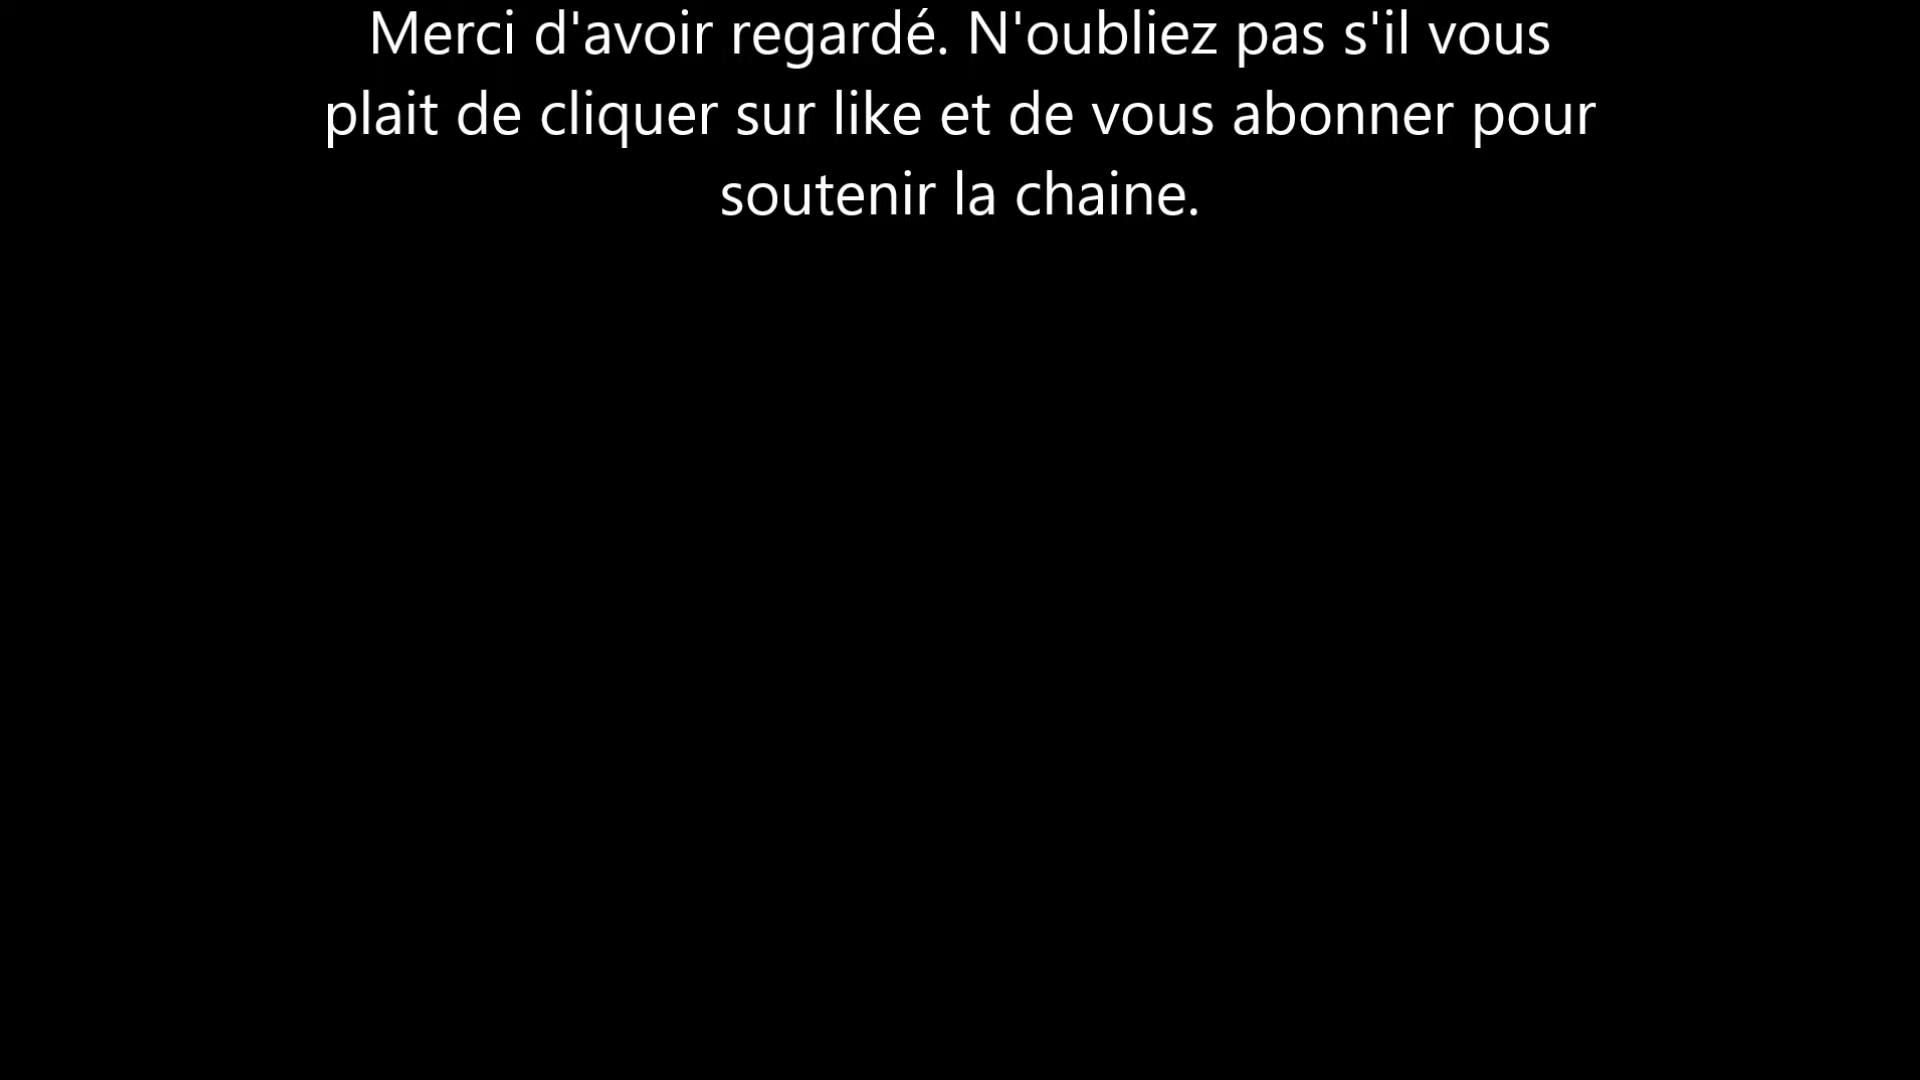 Merci d'avoir regardé. N'oubliez pas s'il vous
plait de cliquer sur like et de vous abonner pour
soutenir la chaine.